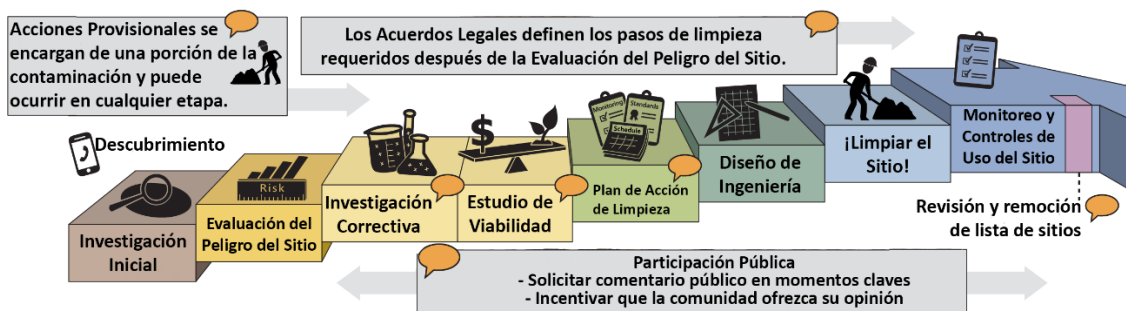 Acciones Provisionales se
encargan de una porción de la
contaminación y puede
ocurrir en cualquier etapa.
Los Acuerdos Legales definen los pasos de limpieza
requeridos después de la Evaluación del Peligro del Sitio.
Descubrimiento
Investigación
Inicial
Risk
Evaluación del
Peligro del Sitio
Investigación
Correctiva
$
Estudio de
Viabilidad
Monitoring
Standards
Schedule
Plan de Acción
de Limpieza
Diseño de
Ingeniería
¡Limpiar el
Sitio!
Monitoreo y
Controles de
Uso del Sitio
Revisión y remoción
de lista de sitios
Participación Pública
- Solicitar comentario público en momentos claves
- Incentivar que la comunidad ofrezca su opinión